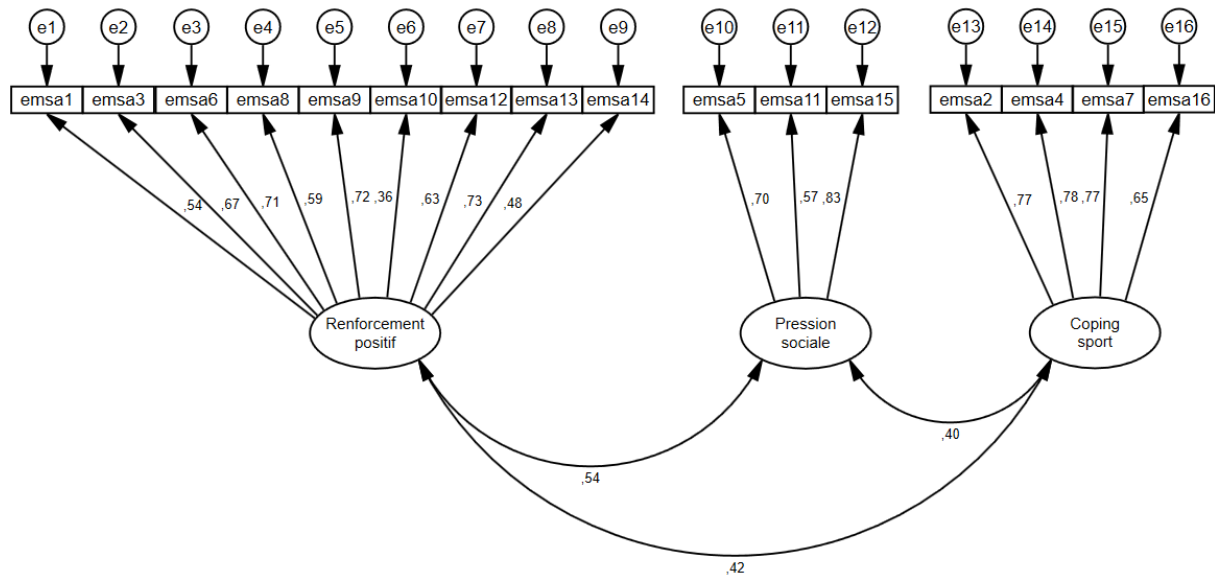 e1 e2 e3 e4 e5 e6 e7 e8 e9 e10 e11 e12 e13 e14 e15 e16
emsa1 emsa3 emsa6 emsa8 emsa9 emsa10 emsa12 emsa13 emsa14 emsa5 emsa11 emsa15 emsa2 emsa4 emsa7 emsa16
,54 ,67 ,71 ,59 ,72 ,36 ,63 ,73 ,48 ,70 ,57 ,83 ,77 ,78 ,77 ,65
Renforcement
positif
Pression
sociale
Coping
sport
,40
,54
,42